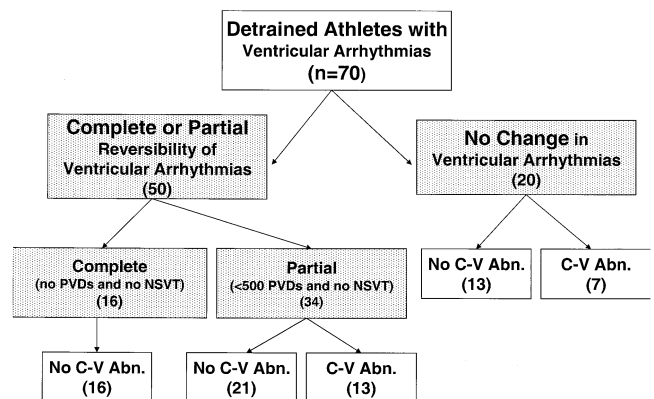 Detrained Athletes with
Ventricular Arrhythmias
(n=70)
Complete or Partial
Reversibility of
Ventricular Arrhythmias
(50)
No Change in
Ventricular Arrhythmias
(20)
Complete
(no PVDs and no NSVT)
(16)
Partial
(<500 PVDs and no NSVT)
(34)
No C-V Abn.
(13)
C-V Abn.
(7)
No C-V Abn.
(16)
No C-V Abn.
(21)
C-V Abn.
(13)